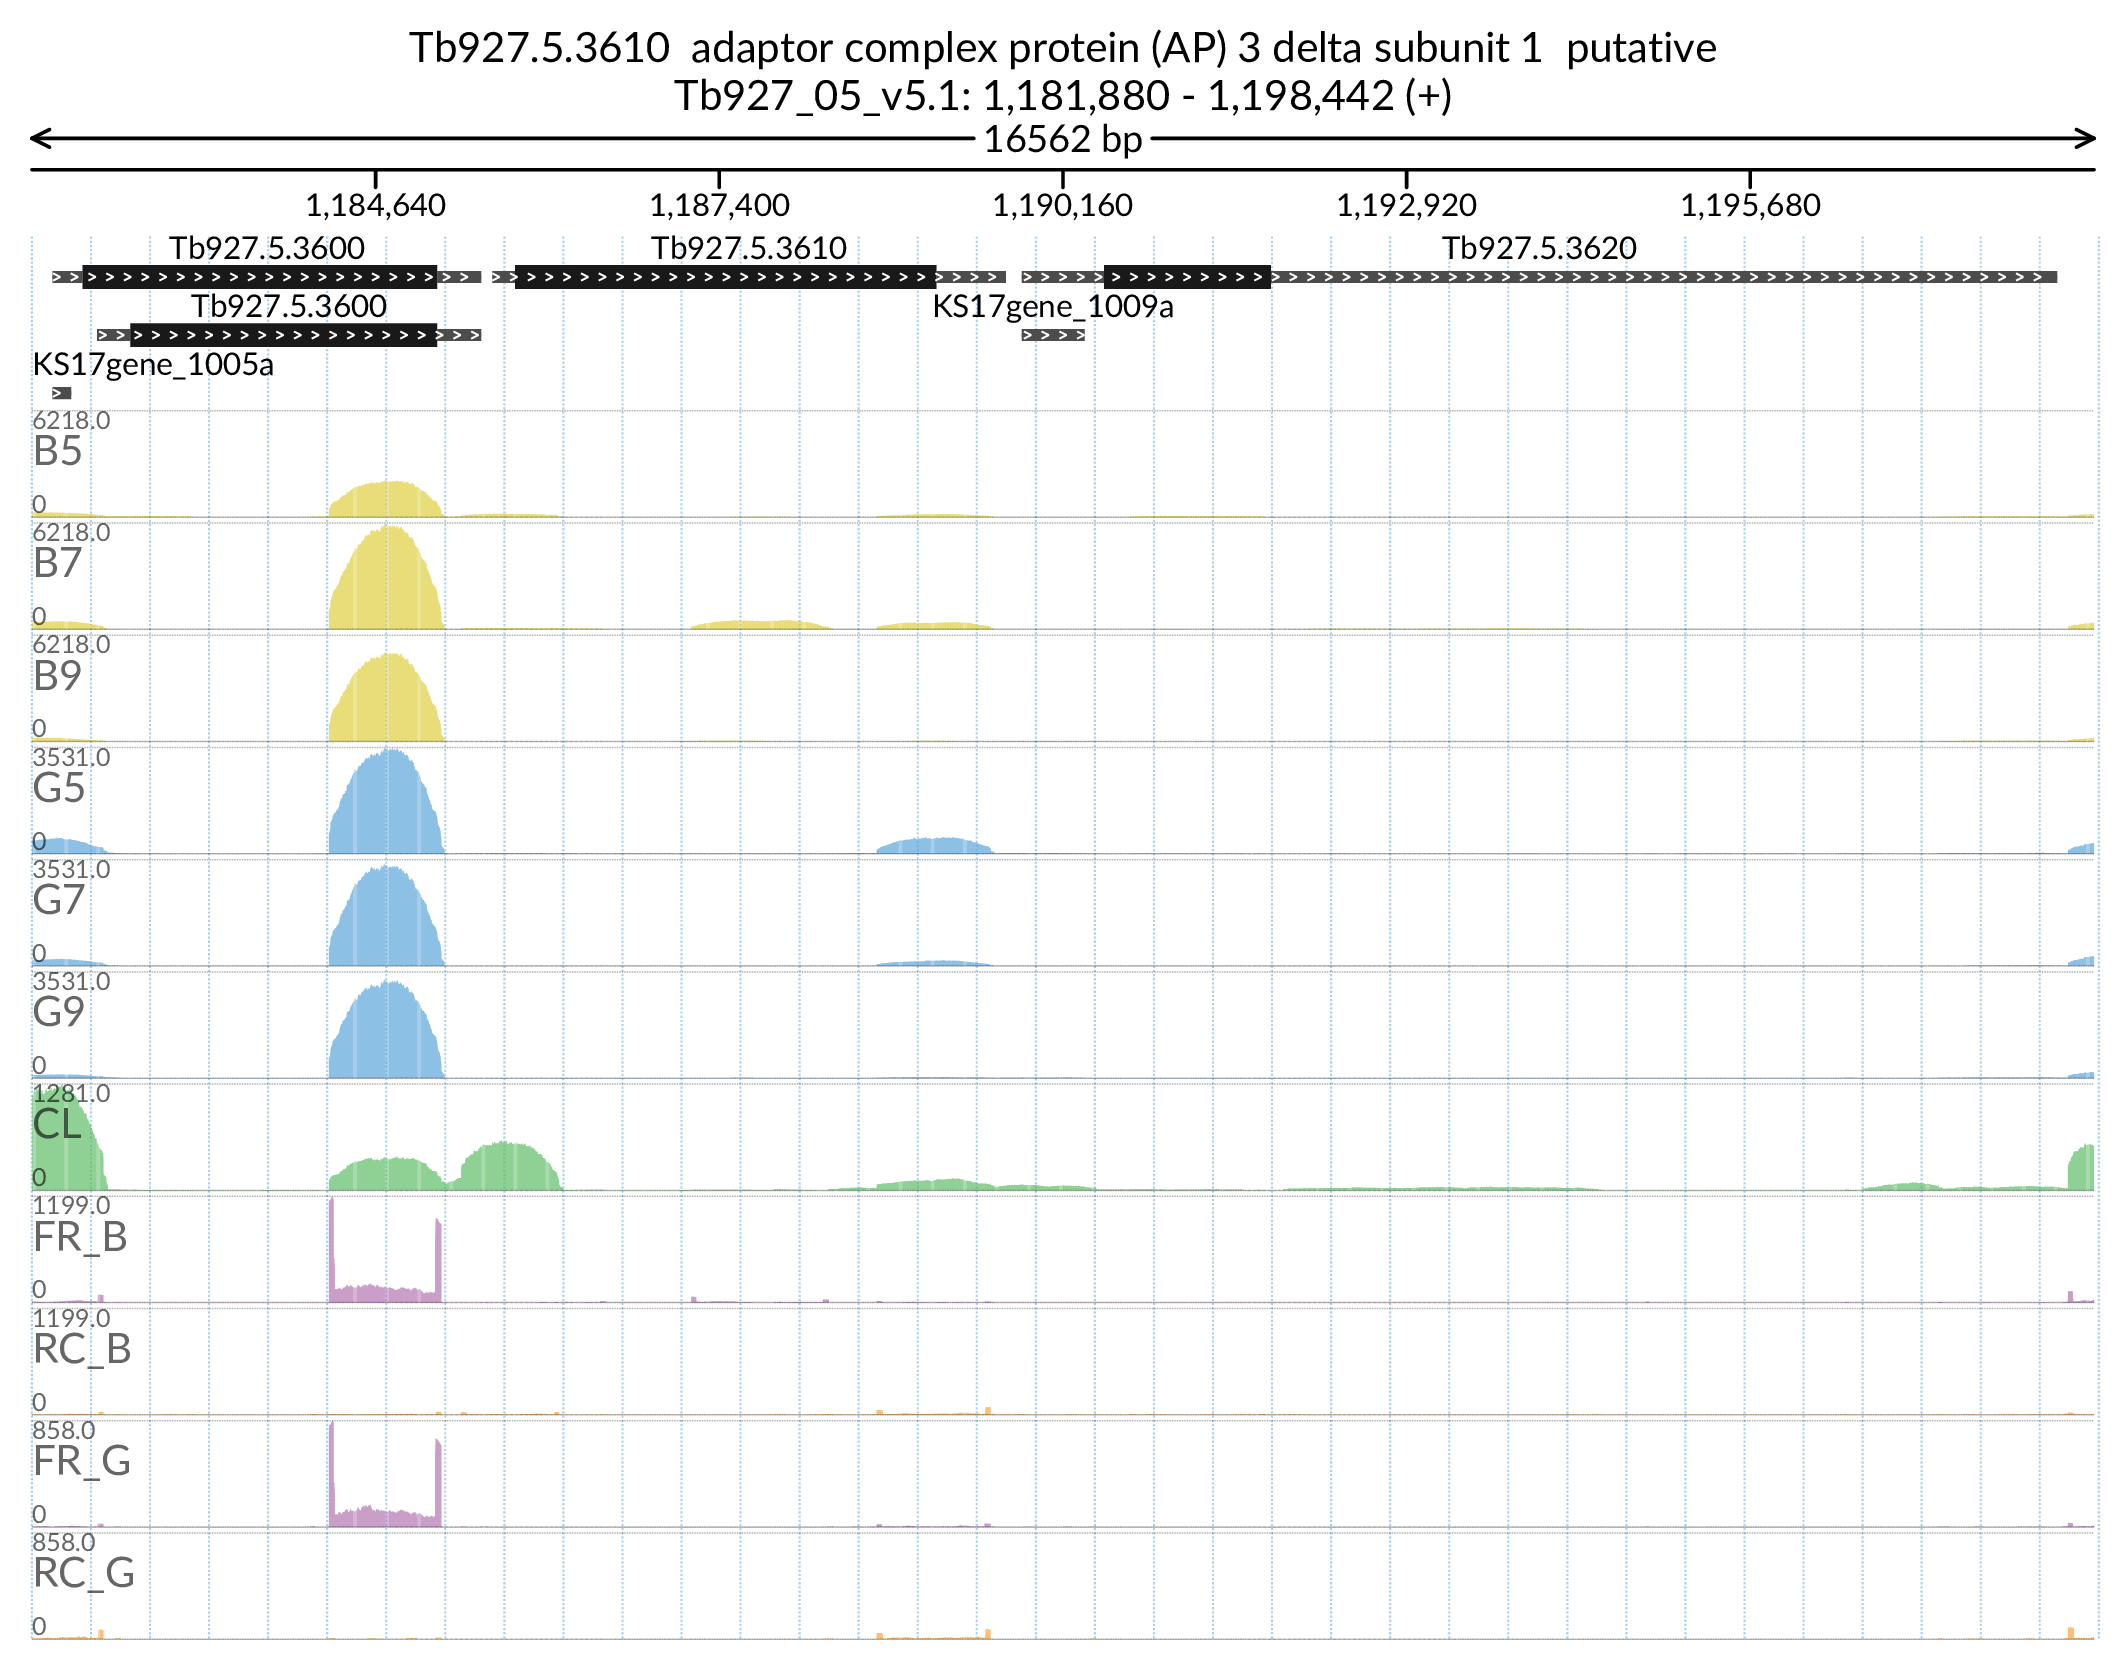 Tb927.5.3610 adaptor complex protein (AP) 3 delta subunit 1 putative
Tb927_05_v5.1: 1,181,880 - 1,198,442 (+)
16562 bp
1,184,640 1,187,400 1,190,160 1,192,920 1,195,680
Tb927.5.3600 Tb927.5.3610 Tb927.5.3620
Tb927.5.3600 KS17gene_1009a
KS17gene_1005a
6218.0
B5
0
6218.0
B7
0
6218.0
B9
0
3531.0
G5
0
3531.0
G7
0
3531.0
G9
0
1281.0
CL
0
1199.0
FR_B
0
1199.0
RC_B
0
858.0
FR_G
0
858.0
RC_G
0